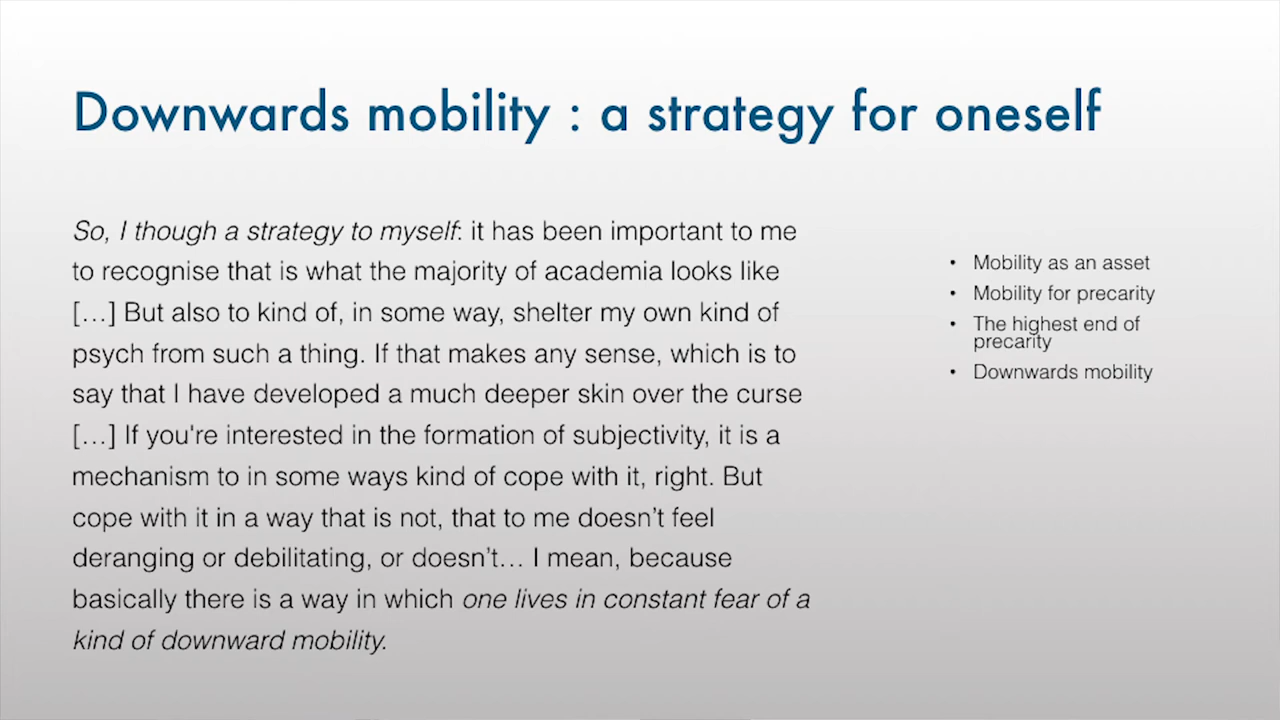 Downwards mobility : a strategy for oneself
So, I though a strategy to myself: it has been important to me
to recognise that is what the majority of academia looks like
[…] But also to kind of, in some way, shelter my own kind of
psych from such a thing. If that makes any sense, which is to
say that I have developed a much deeper skin over the curse
[…] If you're interested in the formation of subjectivity, it is a
mechanism to in some ways kind of cope with it, right. But
cope with it in a way that is not, that to me doesn’t feel
deranging or debilitating, or doesn’t… I mean, because
basically there is a way in which one lives in constant fear of a
kind of downward mobility.
• Mobility as an asset
• Mobility for precarity
• The highest end of
precarity
• Downwards mobility